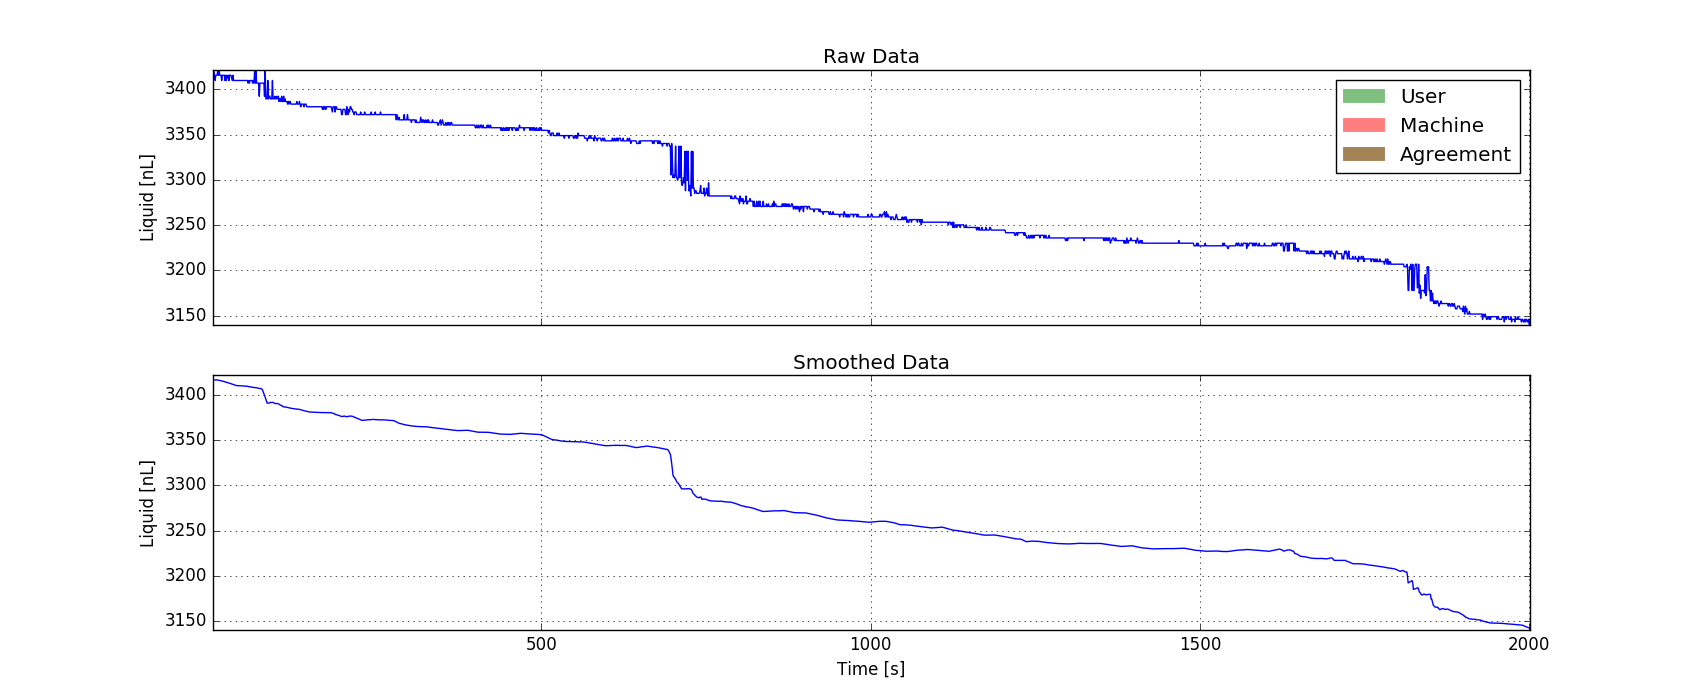 Raw Data
3400
3350
3300
3250
3200
3150
Liquid [nL]
User
Machine
Agreement
Smoothed Data
3400
3350
3300
3250
3200
3150
Liquid [nL]
500
1000
1500
2000
Time [s]